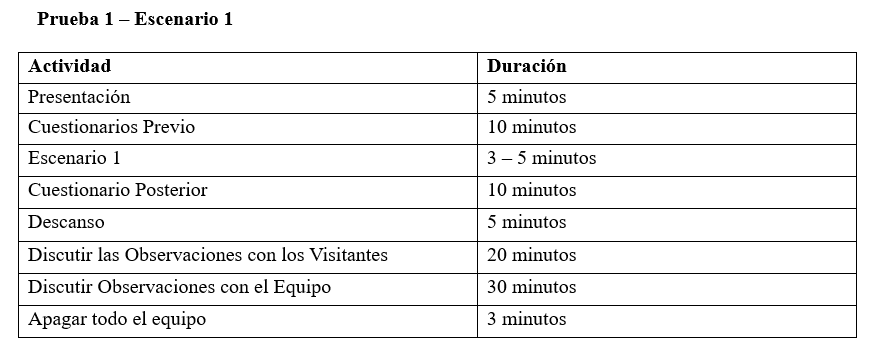 Prueba 1 – Escenario 1
Actividad Duración
Presentación 5 minutos
Cuestionarios Previo 10 minutos
Escenario 1 3 – 5 minutos
Cuestionario Posterior 10 minutos
Descanso 5 minutos
Discutir las Observaciones con los Visitantes 20 minutos
Discutir Observaciones con el Equipo 30 minutos
Apagar todo el equipo 3 minutos